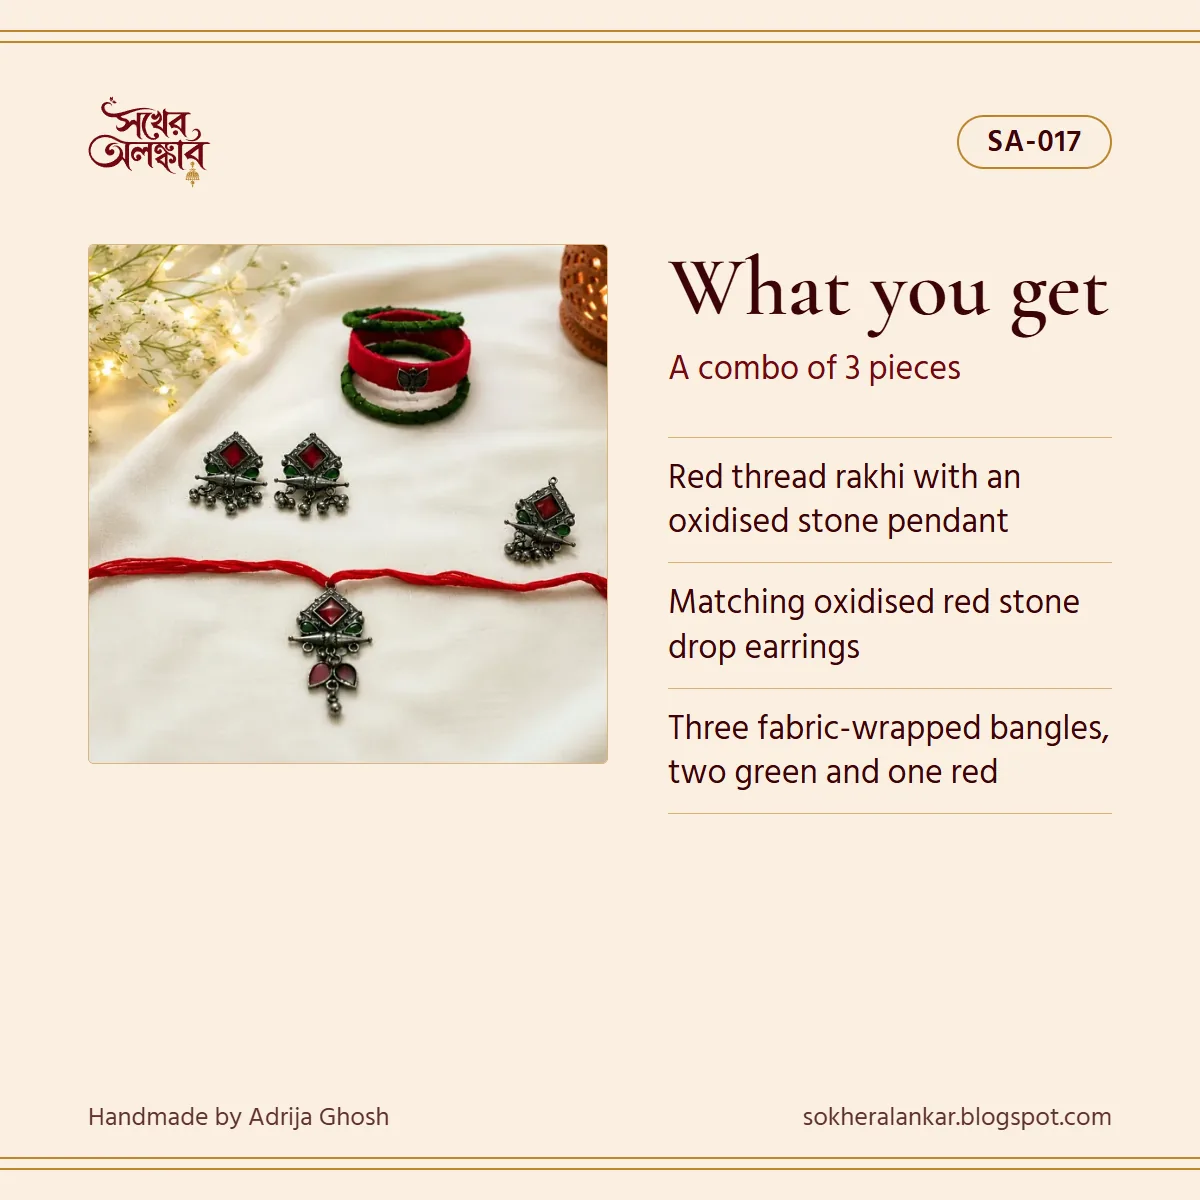 সখের
অলঙ্কার
SA-017
What you get
A combo of 3 pieces
Red thread rakhi with an
oxidised stone pendant
Matching oxidised red stone
drop earrings
Three fabric-wrapped bangles,
two green and one red
Handmade by Adrija Ghosh
sokheralankar.blogspot.com